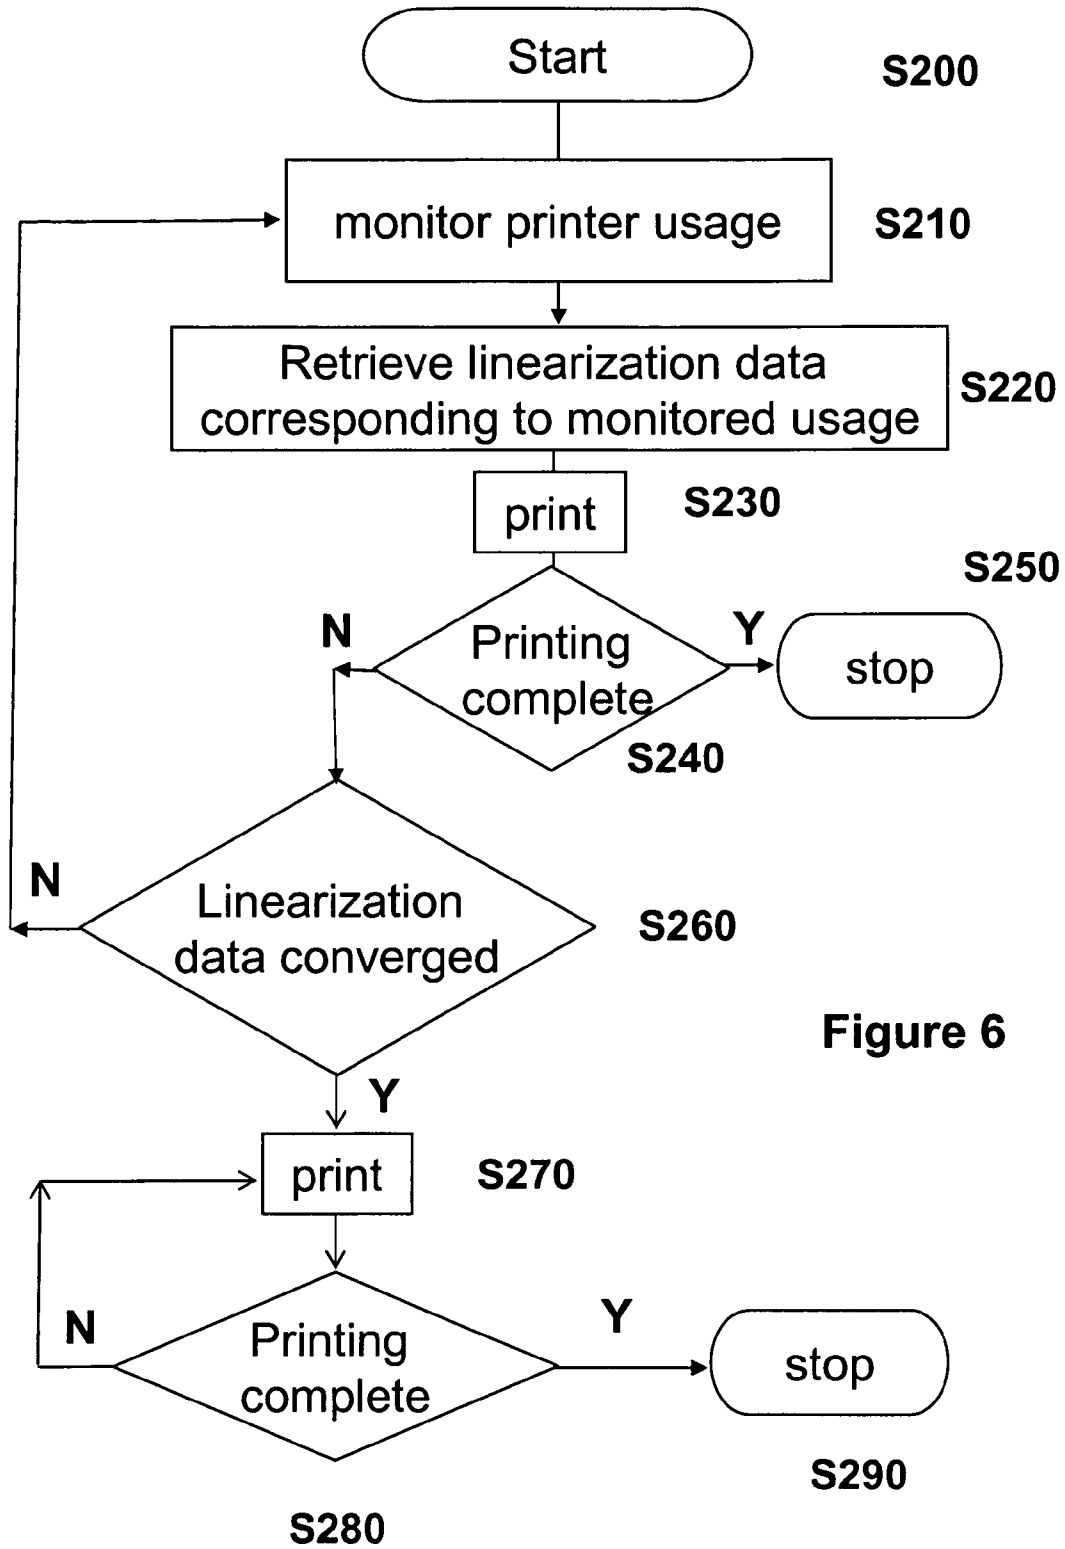 Start
S200
monitor printer usage
S210
Retrieve linearization data
corresponding to monitored usage
S220
print
S230
S250
N
Printing
complete
Y
stop
S240
N
Linearization
data converged
S260
Figure 6
Y
print
S270
N
Printing
complete
Y
stop
S290
S280